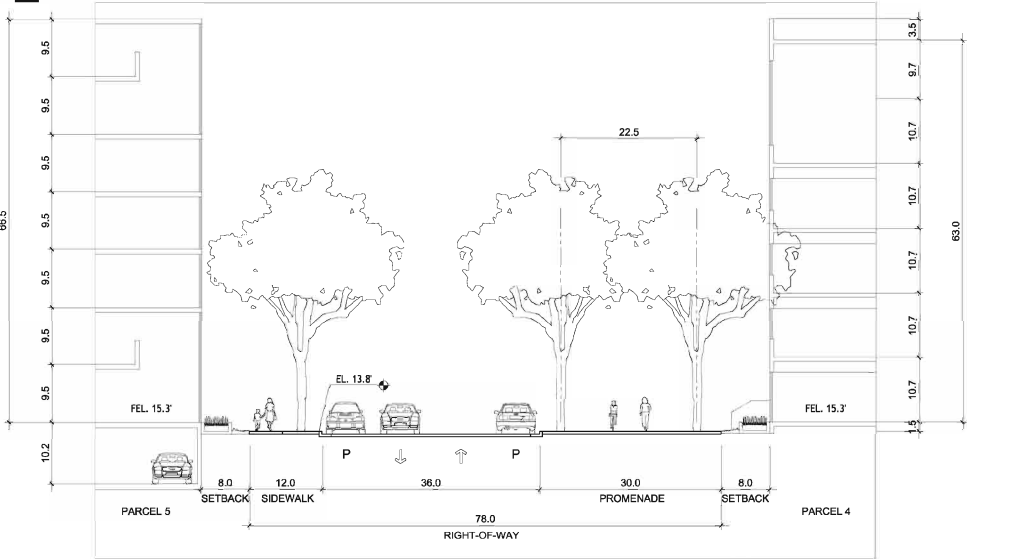 3.5
9.5
9.7
9.5
10.7
22.5
9.5
10.7
66.5
9.5
10.7
63.0
9.5
10.7
9.5
10.7
9.5
10.7
EL. 13.8'
FEL. 15.3'
FEL. 15.3'
1.5
10.2
P
P
8.0
12.0
36.0
30.0
8.0
SETBACK
SIDEWALK
PROMENADE
SETBACK
PARCEL 5
PARCEL 4
78.0
RIGHT-OF-WAY